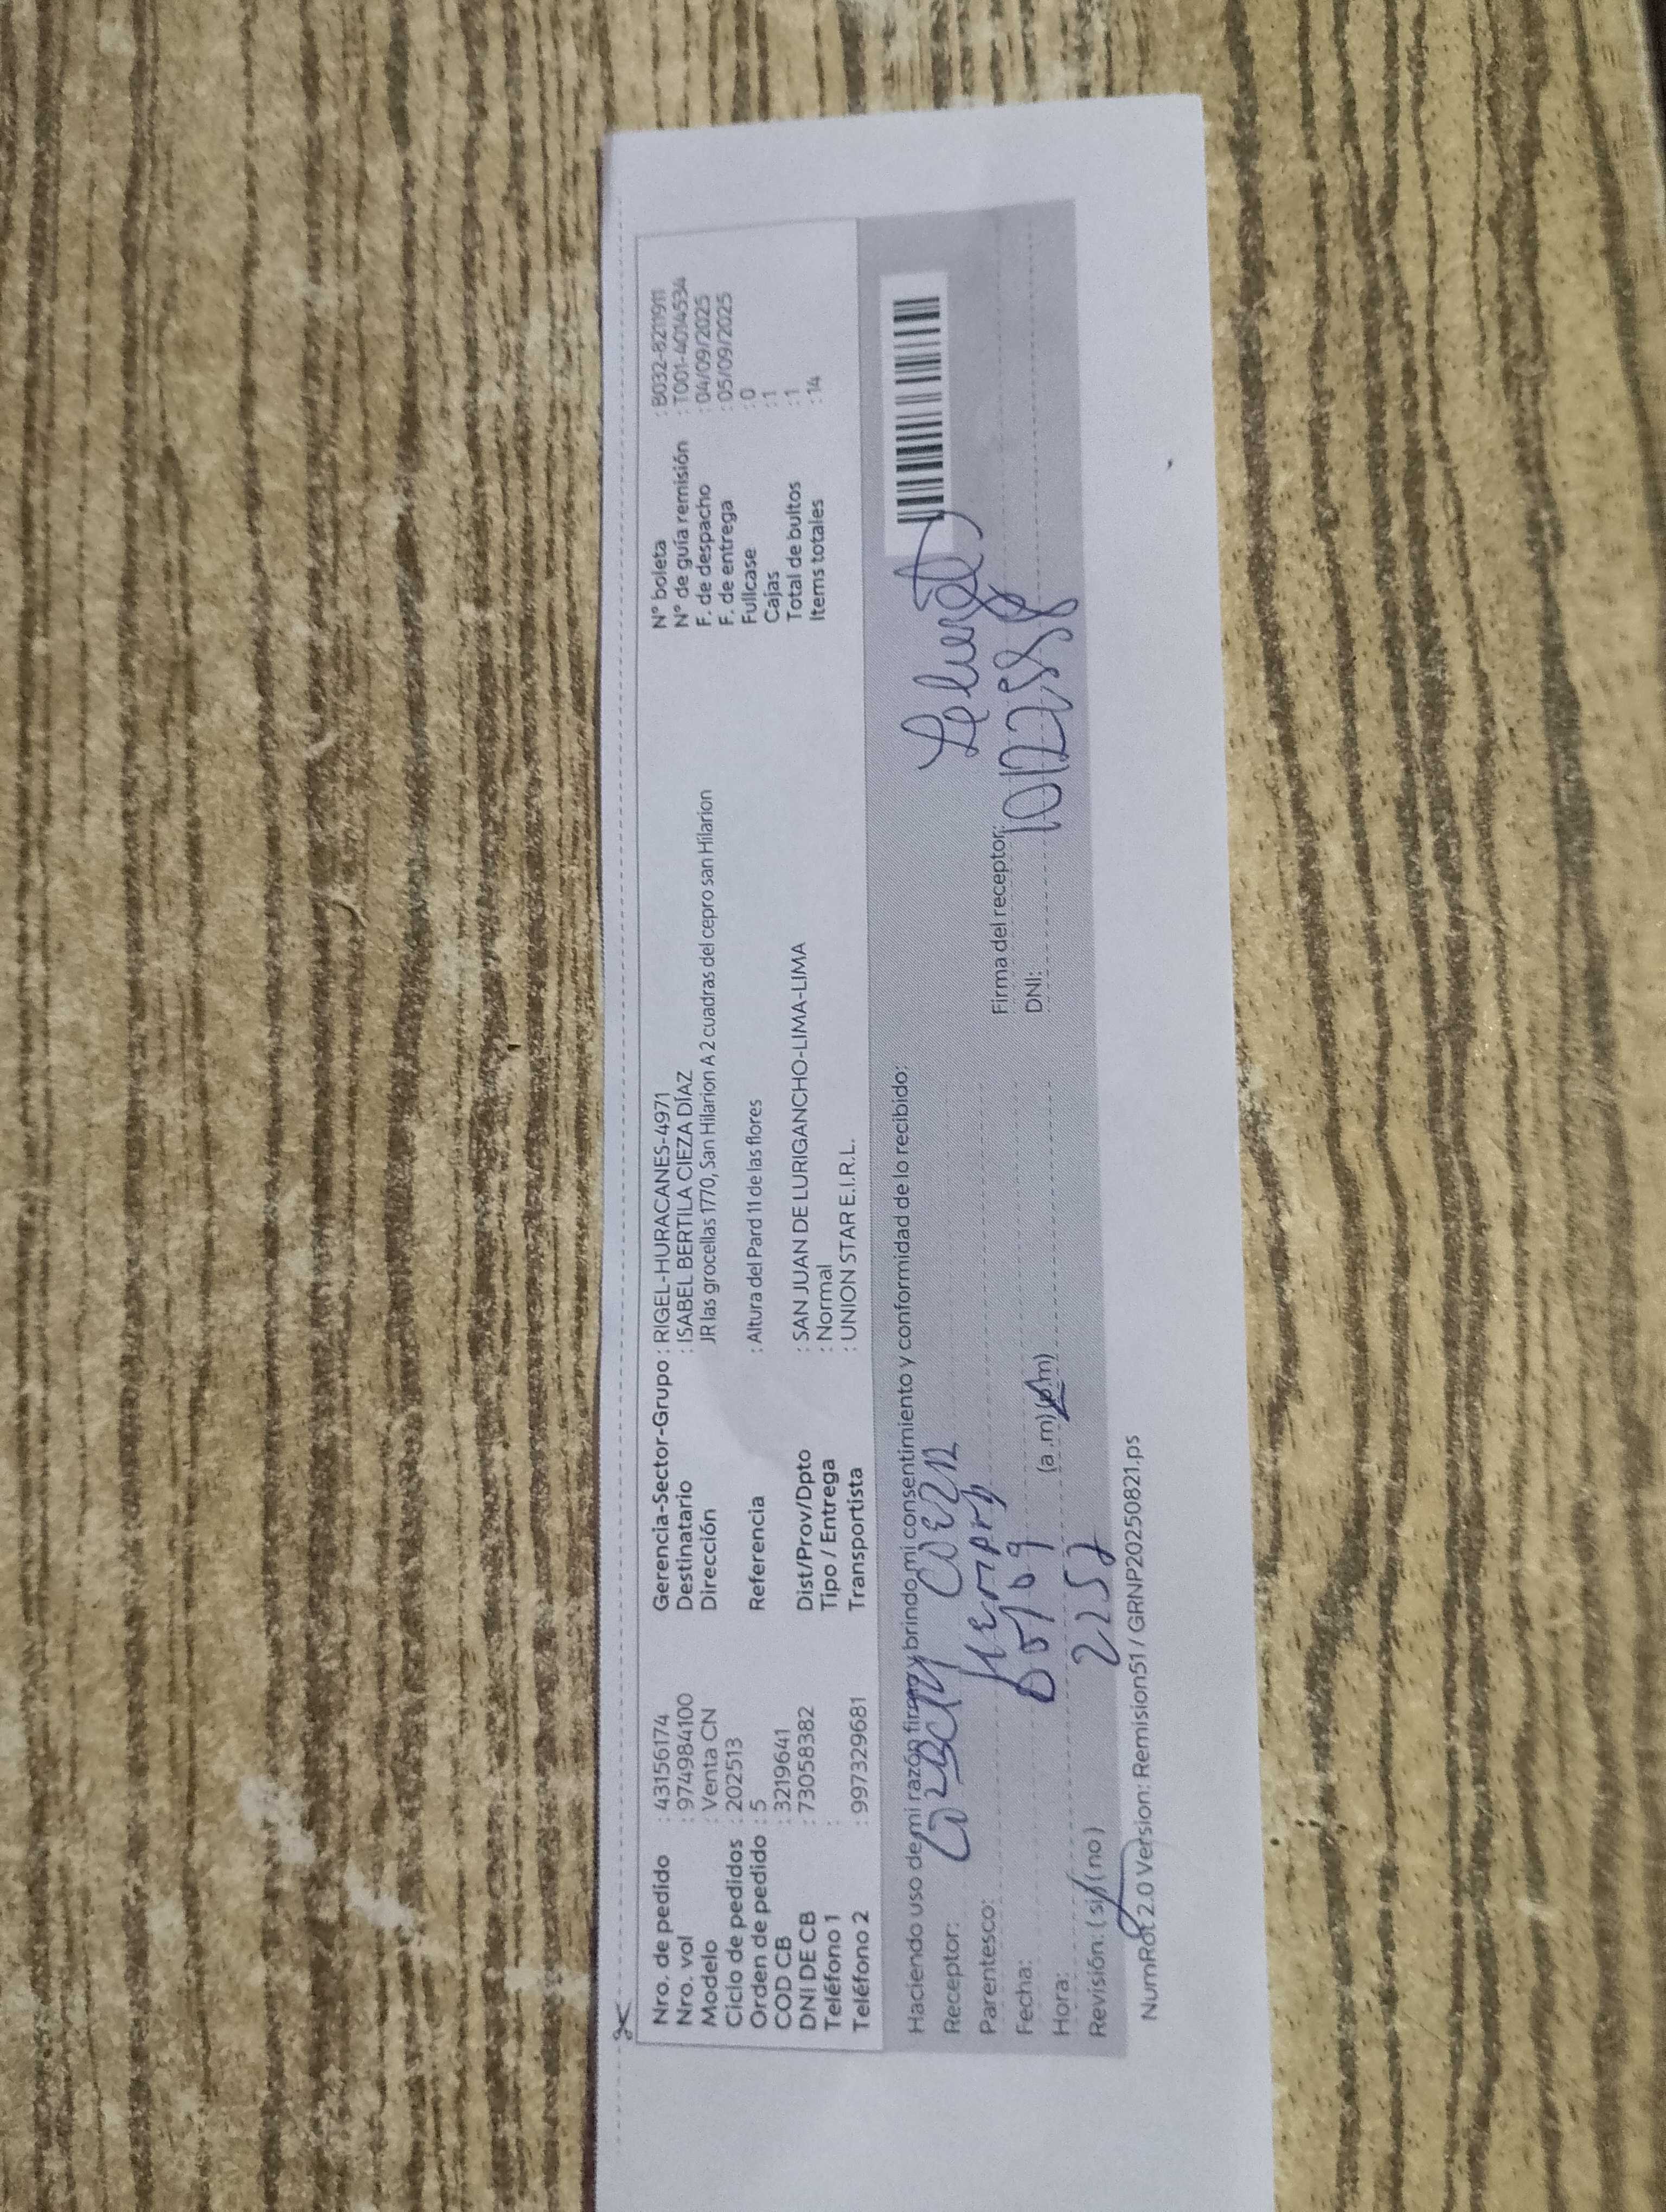 Nro. de pedido : 43156174
Nro. vol : 9749984100
Modelo : Venta CN
Ciclo de pedidos : 202513
Orden de pedido : 5
COD CB : 3219641
DNI DE CB : 73058382
Teléfono 1 :
Teléfono 2 : 997329681
Gerencia-Sector-Grupo : RIGEL-HURACANES-4971
Destinatario : ISABEL BERTILA CIEZA DÍAZ
Dirección JR las grocellas 1770, San Hilarion A 2 cuadras del cepro san Hilarion
Referencia : Altura del Pard 11 de las flores
Dist/Prov/Dpto : SAN JUAN DE LURIGANCHO-LIMA-LIMA
Tipo / Entrega : Normal
Transportista : UNION STAR E.I.R.L.
N° boleta : B032-8211911
N° de guía remisión : T001-4014534
F. de despacho : 04/09/2025
F. de entrega : 05/09/2025
Fullcase : 0
Cajas : 1
Total de bultos : 1
Items totales : 14
Haciendo uso de mi razón firmo y brindo mi consentimiento y conformidad de lo recibido:
Receptor:
Parentesco:
Fecha: 05/09
Hora: 2252 (a.m) (p.m)
Revisión: ( si ) ( no )
Firma del receptor:
DNI: 10122588
NumRot 2.0 Version: Remision51 / GRNP20250821.ps